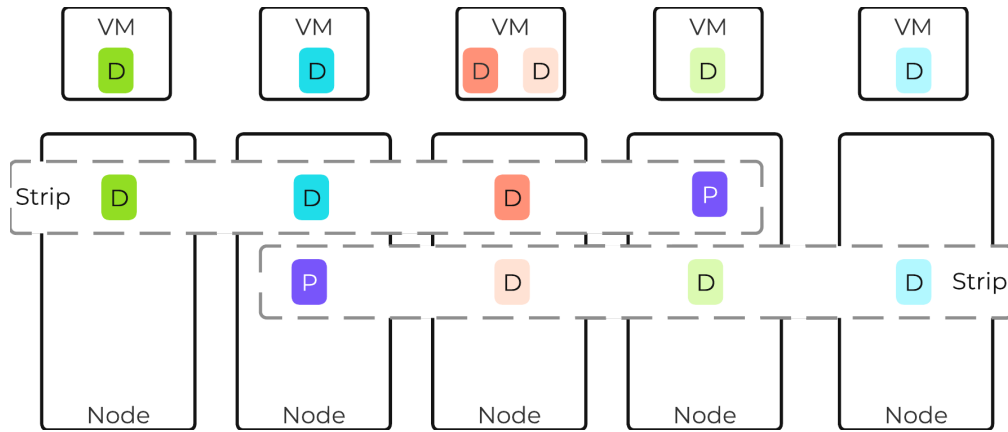 VM VM VM VM VM
D D D D D D
Strip D D D P
P D D D Strip
Node Node Node Node Node